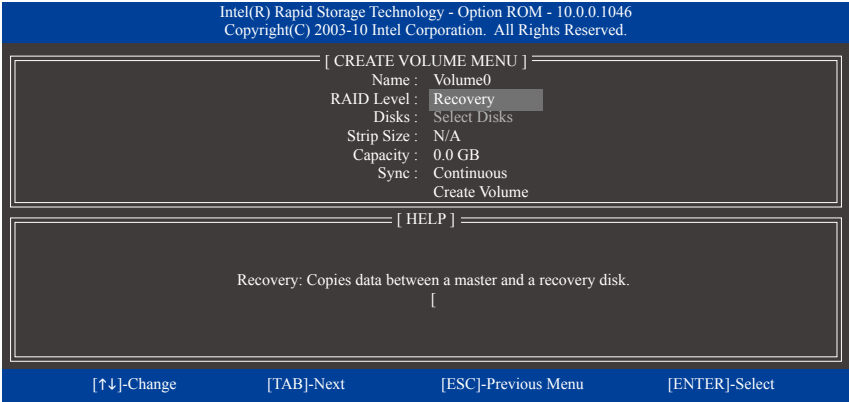 Intel(R) Rapid Storage Technology - Option ROM - 10.0.0.1046
Copyright(C) 2003-10 Intel Corporation. All Rights Reserved.
[ CREATE VOLUME MENU ]
Name : Volume0
RAID Level : Recovery
Disks : Select Disks
Strip Size : N/A
Capacity : 0.0 GB
Sync : Continuous
Create Volume
[ HELP ]
Recovery: Copies data between a master and a recovery disk.
[
[↑↓]-Change [TAB]-Next [ESC]-Previous Menu [ENTER]-Select